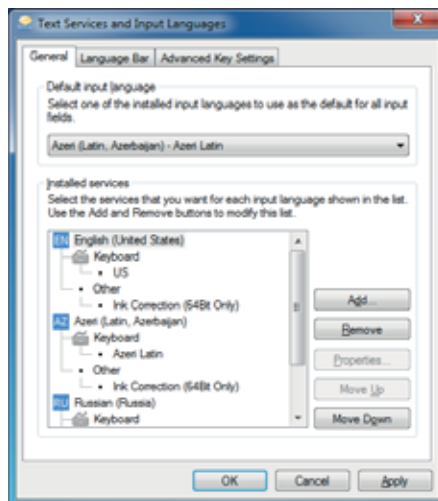 Text Services and Input Languages
General
Language Bar
Advanced Key Settings
Default input language
Select one of the installed input languages to use as the default for all input
fields.
Azeri (Latin, Azerbaijan) - Azeri Latin
Installed services
Select the services that you want for each input language shown in the list.
Use the Add and Remove buttons to modify this list.
EN English (United States)
Keyboard
• US
• Other
• Ink Correction (64Bit Only)
AZ Azeri (Latin, Azerbaijan)
Keyboard
• Azeri Latin
• Other
• Ink Correction (64Bit Only)
RU Russian (Russia)
Keyboard
Add...
Remove
Properties...
Move Up
Move Down
OK
Cancel
Apply